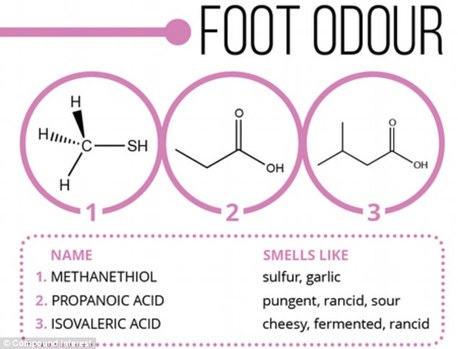 FOOT ODOUR
H
H
C
SH
H
O
OH
O
OH
1
2
3
NAME
SMELLS LIKE
1. METHANETHIOL
sulfur, garlic
2. PROPANOIC ACID
pungent, rancid, sour
3. ISOVALERIC ACID
cheesy, fermented, rancid
© Compound Interest